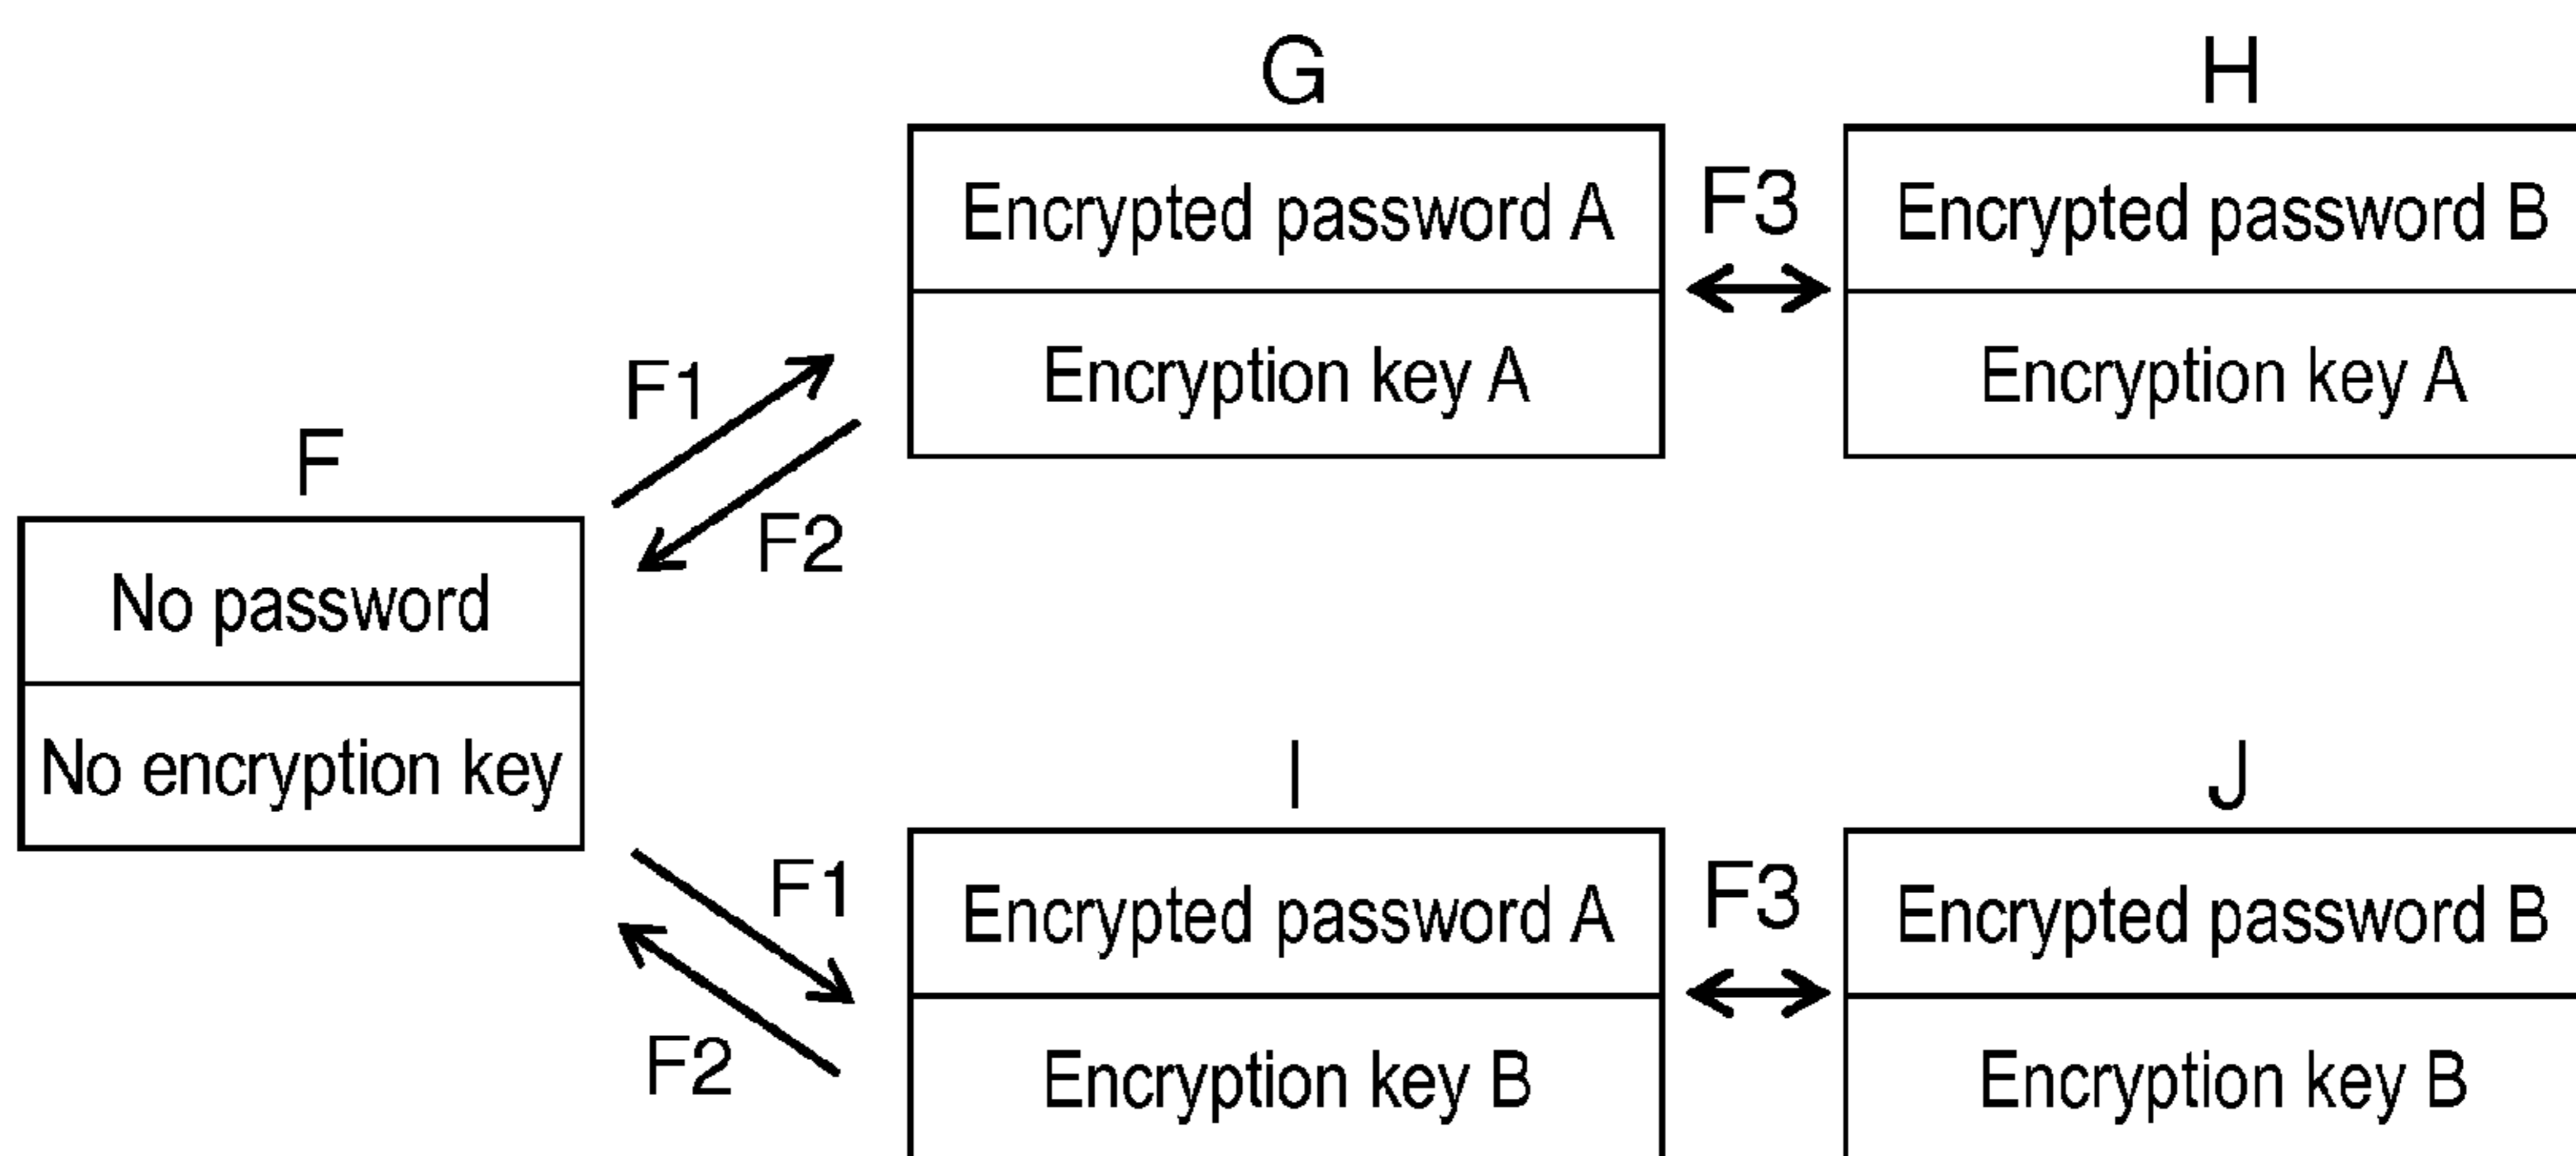 G
H
Encrypted password A
F3
Encrypted password B
F1
Encryption key A
Encryption key A
F
F2
No password
No encryption key
I
J
F1
Encrypted password A
F3
Encrypted password B
F2
Encryption key B
Encryption key B